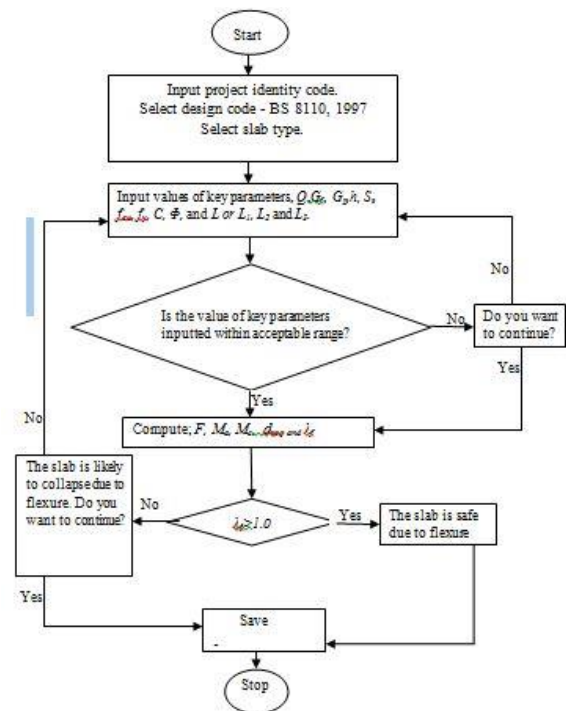 Start
Input project identity code.
Select design code - BS 8110, 1997
Select slab type.
Input values of key parameters,
C, Φ, and L or L₁, L₂ and
Is the value of key parameters
inputted within acceptable range?
No
Do you want
to continue?
No
Yes
Yes
Compute; F,
No
The slab is likely
to collapse due to
flexure. Do you
want to continue?
No
≥1.0
Yes
The slab is safe
due to flexure
Yes
Save
-
Stop